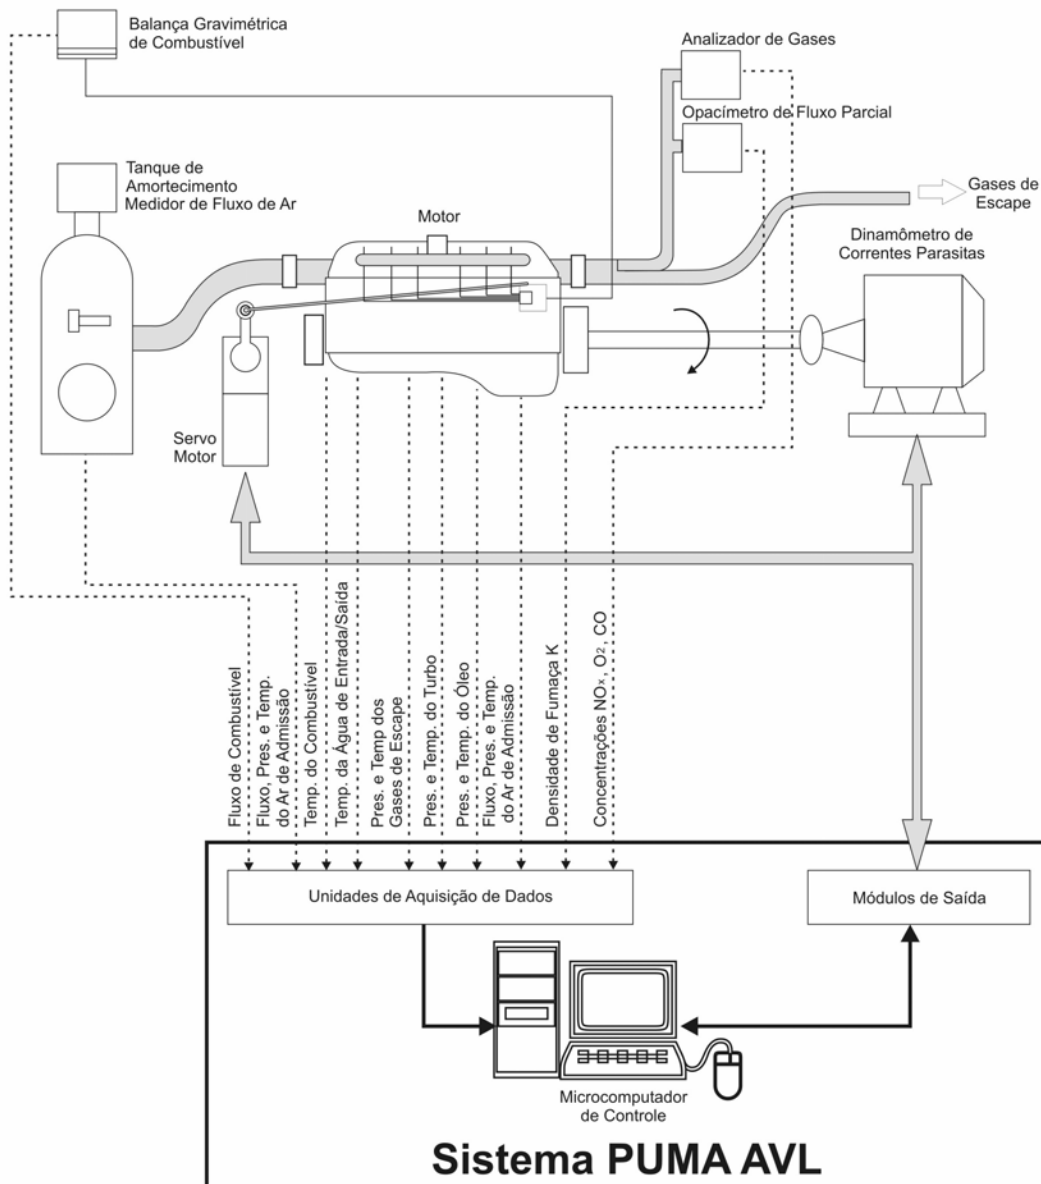 Balança Gravimétrica
de Combustível
Analizador de Gases
Opacímetro de Fluxo Parcial
Tanque de
Amortecimento
Medidor de Fluxo de Ar
Gases de
Escape
Motor
Dinamômetro de
Correntes Parasitas
Servo
Motor
Fluxo de Combustível
Fluxo, Pres. e Temp.
do Ar de Admissão
Temp. do Combustível
Temp. da Água de Entrada/Saída
Pres. e Temp dos
Gases de Escape
Pres. e Temp. do Turbo
Pres. e Temp. do Óleo
Fluxo, Pres. e Temp.
do Ar de Admissão
Densidade de Fumaça K
Concentrações NOx, O2, CO
Unidades de Aquisição de Dados
Módulos de Saída
Microcomputador
de Controle
Sistema PUMA AVL